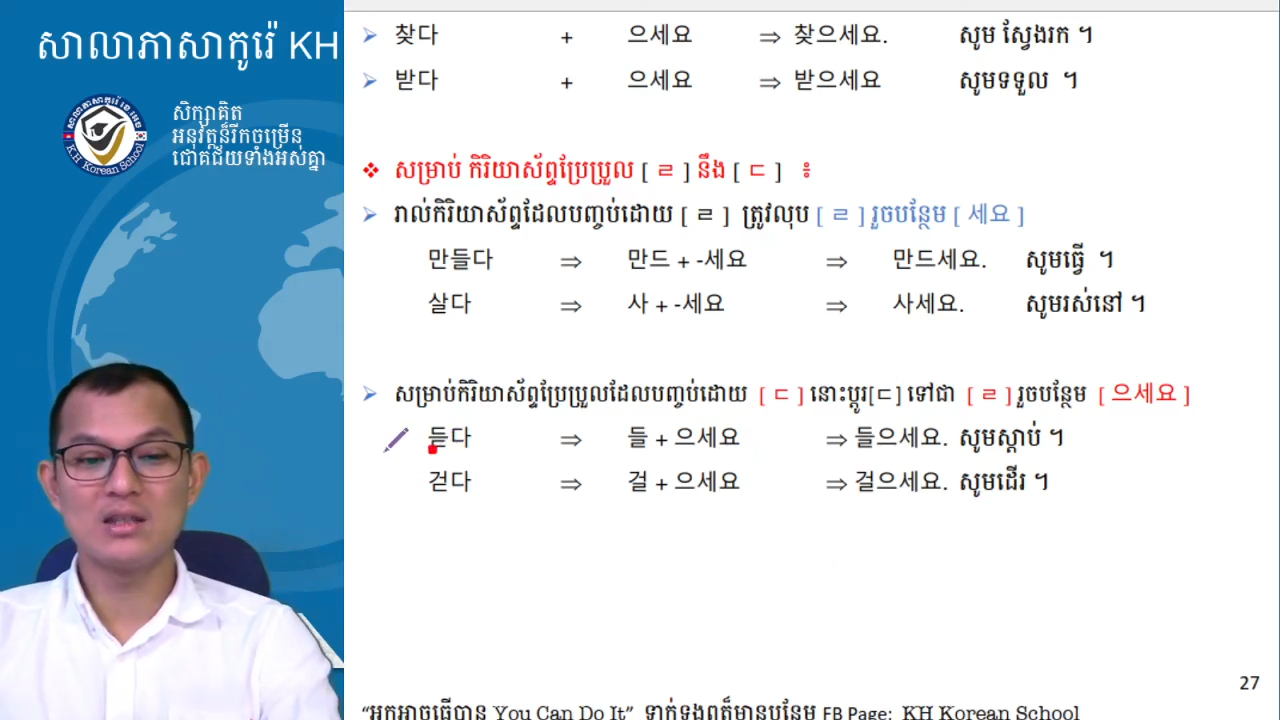 សាលាភាសាកូរ៉េ KH
សិក្សាគិត
អនុវត្តន៏រីកចម្រើន
ជោគជ័យទាំងអស់គ្នា
K.H Korean School
찾다 + 으세요 ⇒ 찾으세요. សូម ស្វែងរក ។
받다 + 으세요 ⇒ 받으세요 សូមទទួល ។
សម្រាប់ កិរិយាស័ព្ទប្រែប្រួល [ ㄹ ] នឹង [ ㄷ ] ៖
រាល់កិរិយាស័ព្ទដែលបញ្ចប់ដោយ [ ㄹ ] ត្រូវលុប [ ㄹ ] រួចបន្ថែម [ 세요 ]
만들다 ⇒ 만드 + -세요 ⇒ 만드세요. សូមធ្វើ ។
살다 ⇒ 사 + -세요 ⇒ 사세요. សូមរស់នៅ ។
សម្រាប់កិរិយាស័ព្ទប្រែប្រួលដែលបញ្ចប់ដោយ [ ㄷ ] នោះប្តូរ[ㄷ] ទៅជា [ ㄹ ] រួចបន្ថែម [ 으세요 ]
듣다 ⇒ 들 + 으세요 ⇒ 들으세요. សូមស្តាប់ ។
걷다 ⇒ 걸 + 으세요 ⇒ 걸으세요. សូមដើរ ។
27
“អ្នកអាចធ្វើបាន You Can Do It” ទាក់ទងព័ត៌មានបន្ថែម FB Page: KH Korean School